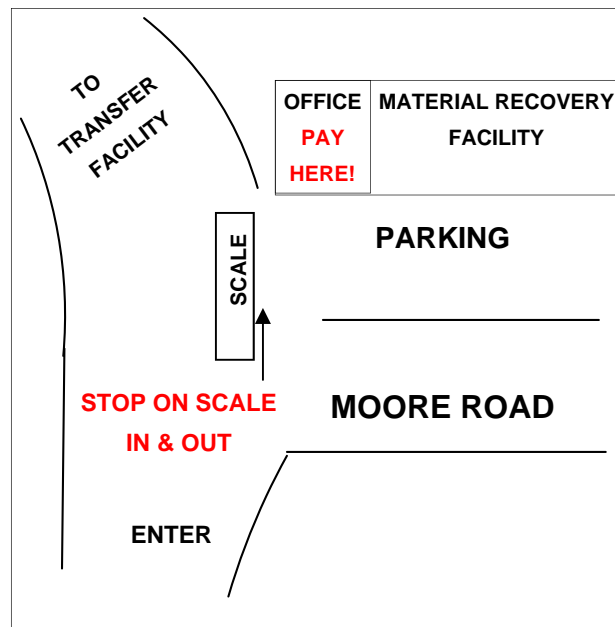 TO
TRANSFER
FACILITY
OFFICE
PAY
HERE!
MATERIAL RECOVERY
FACILITY
PARKING
SCALE
STOP ON SCALE
IN & OUT
MOORE ROAD
ENTER